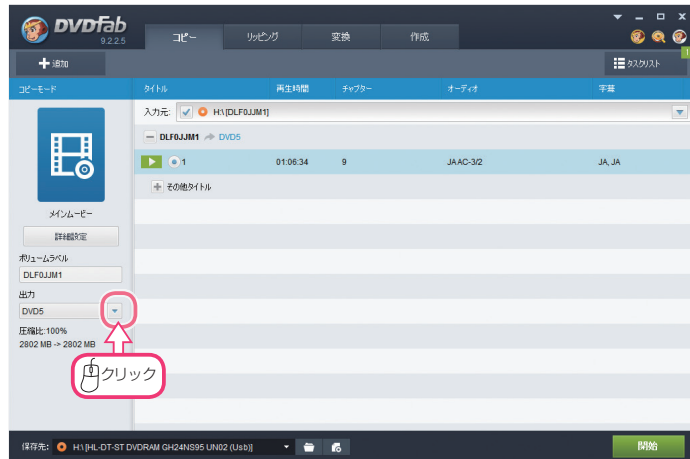 DVDFab
9.2.2.5
コピー リッピング 変換 作成
追加
タスクリスト
1
コピーモード タイトル 再生時間 チャプター オーディオ 字幕
入力元: H:\[DLF0JJM1]
DLF0JJM1 DVD5
1 01:06:34 9 JA AC-3/2 JA, JA
その他タイトル
メインムービー
詳細設定
ボリュームラベル
DLF0JJM1
出力
DVD5
圧縮比:100%
2802 MB -> 2802 MB
クリック
保存先: H:\ [HL-DT-ST DVDRAM GH24NS95 UN02 (Usb)]
開始